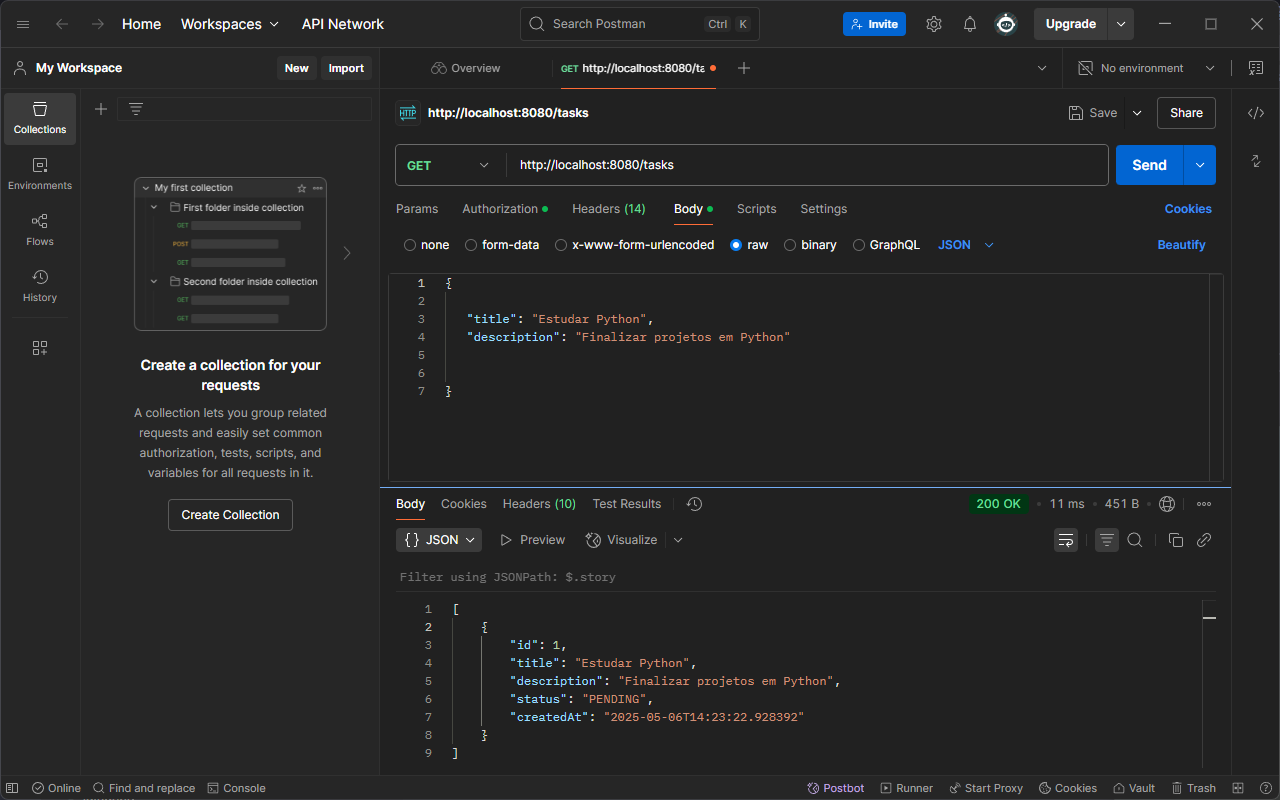 Home Workspaces API Network Search Postman Ctrl K Invite Upgrade
My Workspace New Import Overview GET http://localhost:8080/ta No environment
Collections
Environments
Flows
History
My first collection
First folder inside collection
GET
POST
GET
Second folder inside collection
GET
GET
Create a collection for your
requests
A collection lets you group related
requests and easily set common
authorization, tests, scripts, and
variables for all requests in it.
Create Collection
HTTP http://localhost:8080/tasks Save Share
GET http://localhost:8080/tasks Send
Params Authorization Headers (14) Body Scripts Settings Cookies
none form-data x-www-form-urlencoded raw binary GraphQL JSON Beautify
1 {
2
3 "title": "Estudar Python",
4 "description": "Finalizar projetos em Python"
5
6
7 }
Body Cookies Headers (10) Test Results 200 OK 11 ms 451 B
{} JSON Preview Visualize
Filter using JSONPath: $.story
1 [
2 {
3 "id": 1,
4 "title": "Estudar Python",
5 "description": "Finalizar projetos em Python",
6 "status": "PENDING",
7 "createdAt": "2025-05-06T14:23:22.928392"
8 }
9 ]
Online Find and replace Console Postbot Runner Start Proxy Cookies Vault Trash